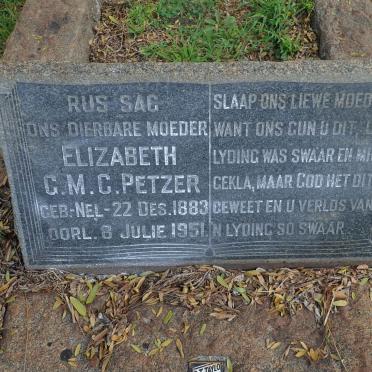 RUS SAG
ONS DIERBARE MOEDER
ELIZABETH
C.M.C. PETZER
GEB-NEL-22 DES. 1883
OORL. 8 JULIE 1951
SLAAP ONS LIEWE MOED
WANT ONS GUN U DIT,
LYDING WAS SWAAR EN
GEKLA, MAAR GOD HET DIT
GEWEET EN U VERLOS VAN
N LYDING SO SWAAR.